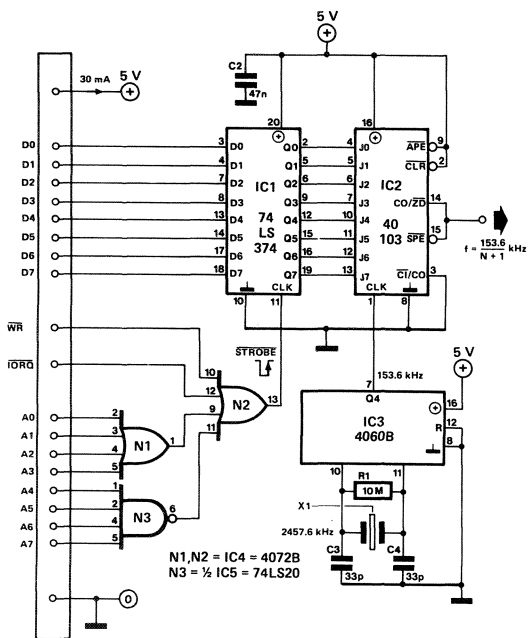 5 V
30 mA
5 V
C2
47n
20
16
D0
D1
D2
D3
D4
D5
D6
D7
3
4
7
8
13
14
17
18
D0
D1
D2
D3
D4
D5
D6
D7
IC1
74
LS
374
Q0
Q1
Q2
Q3
Q4
Q5
Q6
Q7
CLK
10
11
2
5
6
9
12
15
16
19
4
5
6
7
10
11
12
13
J0
J1
J2
J3
J4
J5
J6
J7
IC2
40
103
APE
CLR
CO/ZD
SPE
CI/CO
CLK
9
2
14
15
3
1
8
f = 153.6 kHz
N + 1
WR
IORQ
STROBE
10
12
9
11
N2
13
A0
A1
A2
A3
A4
A5
A6
A7
2
3
4
5
N1
1
1
2
4
5
N3
6
153.6 kHz
7
Q4
IC3
4060B
5 V
16
R
12
8
10
11
R1
10 M
X1
2457.6 kHz
C3
33p
C4
33p
N1,N2 = IC4 = 4072B
N3 = ½ IC5 = 74LS20
0